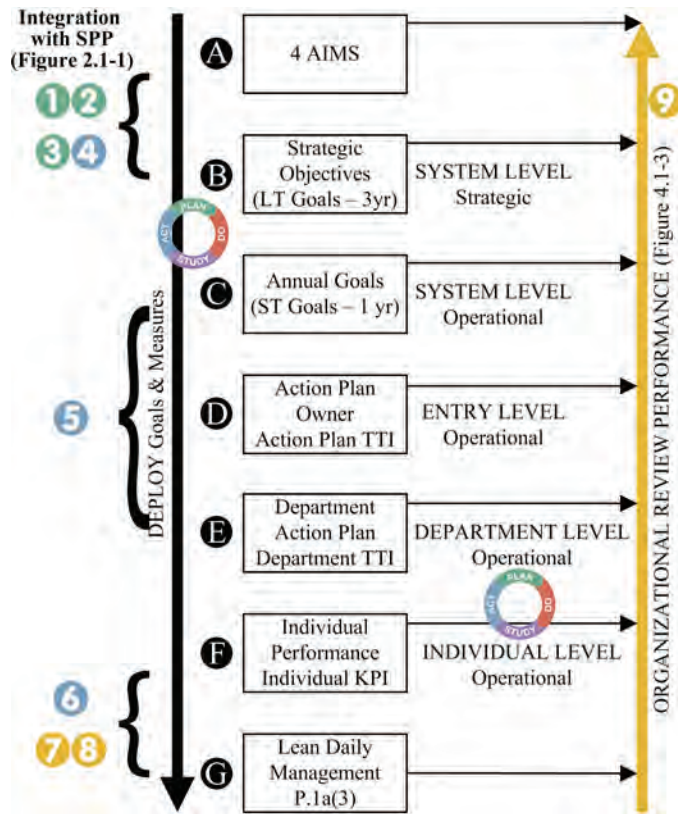 Integration
with SPP
(Figure 2.1-1)
1 2
3 4
A
4 AIMS
9
B
Strategic
Objectives
(LT Goals – 3yr)
SYSTEM LEVEL
Strategic
PLAN
DO
STUDY
ACT
C
Annual Goals
(ST Goals – 1 yr)
SYSTEM LEVEL
Operational
5
DEPLOY Goals & Measures
D
Action Plan
Owner
Action Plan TTI
ENTRY LEVEL
Operational
E
Department
Action Plan
Department TTI
DEPARTMENT LEVEL
Operational
PLAN
DO
STUDY
ACT
F
Individual
Performance
Individual KPI
INDIVIDUAL LEVEL
Operational
6
7 8
G
Lean Daily
Management
P.1a(3)
ORGANIZATIONAL REVIEW PERFORMANCE (Figure 4.1-3)